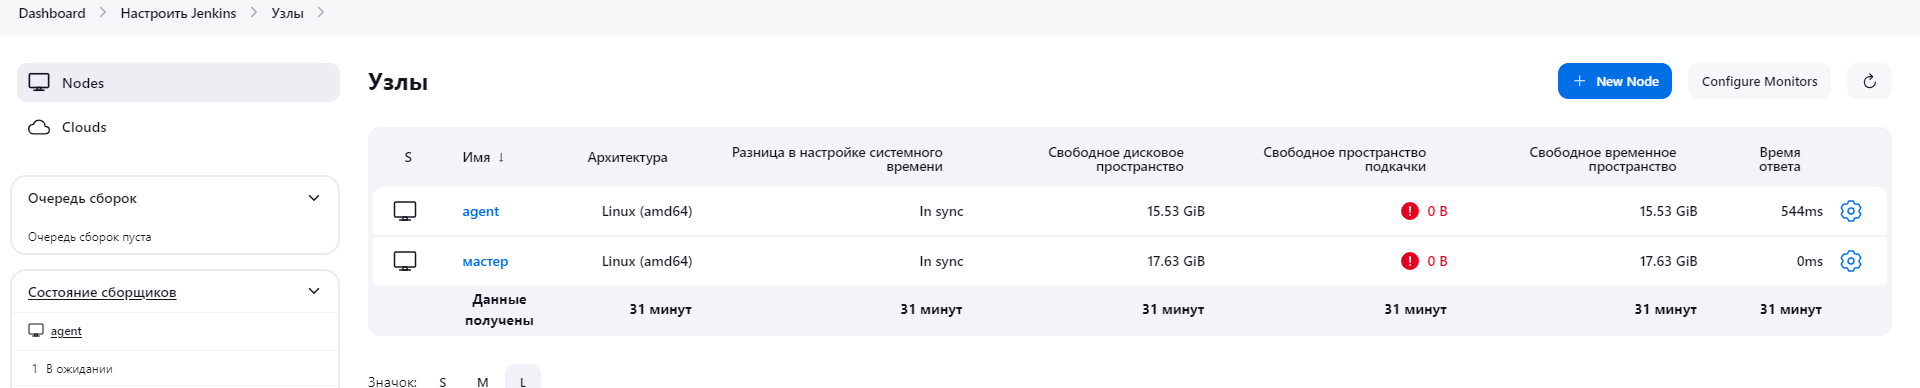 Dashboard > Настроить Jenkins > Узлы >
Nodes
Clouds
Очередь сборок
Очередь сборок пуста
Состояние сборщиков
agent
1 В ожидании
Узлы
+ New Node
Configure Monitors
S Имя ↓ Архитектура Разница в настройке системного времени Свободное дисковое пространство Свободное пространство подкачки Свободное временное пространство Время ответа
agent Linux (amd64) In sync 15.53 GiB ! 0 B 15.53 GiB 544ms
мастер Linux (amd64) In sync 17.63 GiB ! 0 B 17.63 GiB 0ms
Данные получены 31 минут 31 минут 31 минут 31 минут 31 минут 31 минут
Значок: S M L